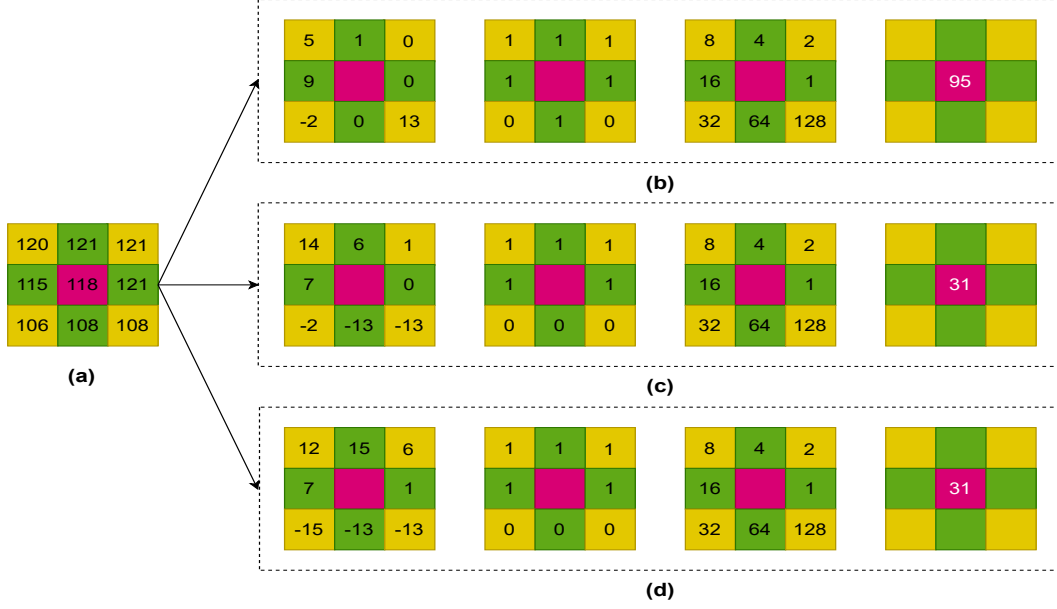 5 1 0 1 1 1 8 4 2
9 0 1 1 16 1 95
-2 0 13 0 1 0 32 64 128
(b)
120 121 121 14 6 1 1 1 1 8 4 2
115 118 121 7 0 1 1 16 1 31
106 108 108 -2 -13 -13 0 0 0 32 64 128
(a)
(c)
12 15 6 1 1 1 8 4 2
7 1 1 1 16 1 31
-15 -13 -13 0 0 0 32 64 128
(d)